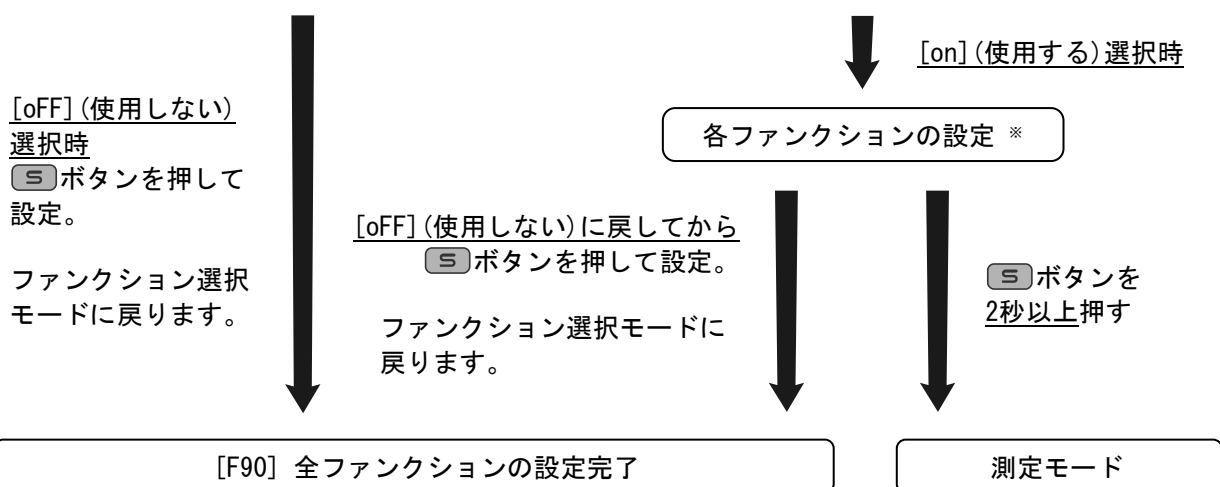 [on](使用する)選択時
[oFF](使用しない)
選択時
Sボタンを押して
設定。
ファンクション選択
モードに戻ります。
各ファンクションの設定 ※
[oFF](使用しない)に戻してから
Sボタンを押して設定。
ファンクション選択モードに
戻ります。
Sボタンを
2秒以上押す
[F90] 全ファンクションの設定完了
測定モード